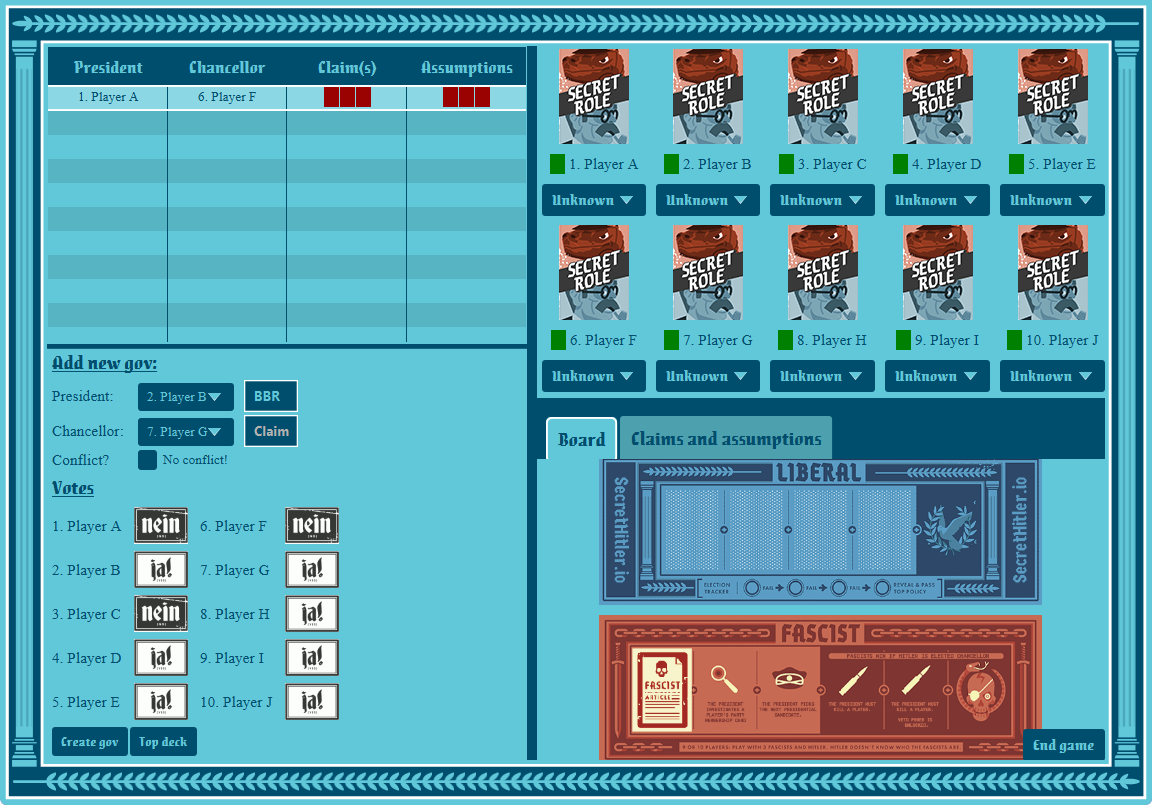 President Chancellor Claim(s) Assumptions
1. Player A 6. Player F
SECRET ROLE SECRET ROLE SECRET ROLE SECRET ROLE SECRET ROLE
1. Player A 2. Player B 3. Player C 4. Player D 5. Player E
Unknown Unknown Unknown Unknown Unknown
SECRET ROLE SECRET ROLE SECRET ROLE SECRET ROLE SECRET ROLE
6. Player F 7. Player G 8. Player H 9. Player I 10. Player J
Unknown Unknown Unknown Unknown Unknown
Add new gov:
President: 2. Player B BBR
Chancellor: 7. Player G Claim
Conflict? No conflict!
Votes
1. Player A nein 6. Player F nein
2. Player B ja! 7. Player G ja!
3. Player C nein 8. Player H ja!
4. Player D ja! 9. Player I ja!
5. Player E ja! 10. Player J ja!
Create gov Top deck
Board Claims and assumptions
LIBERAL
SecretHitler.io
SecretHitler.io
ELECTION
TRACKER
FAIL FAIL FAIL
REVEAL & PASS
TOP POLICY
FASCIST
FASCISTS WIN IF HITLER IS ELECTED CHANCELLOR
FASCIST
ARTICLE
THE PRESIDENT
INVESTIGATES A
PLAYER'S PARTY
MEMBERSHIP CARD
THE PRESIDENT PICKS
THE NEXT PRESIDENTIAL
CANDIDATE.
THE PRESIDENT MUST
KILL A PLAYER.
THE PRESIDENT MUST
KILL A PLAYER.
VETO POWER IS
UNLOCKED.
9 OR 10 PLAYERS: PLAY WITH 3 FASCISTS AND HITLER. HITLER DOESN'T KNOW WHO THE FASCISTS ARE.
End game